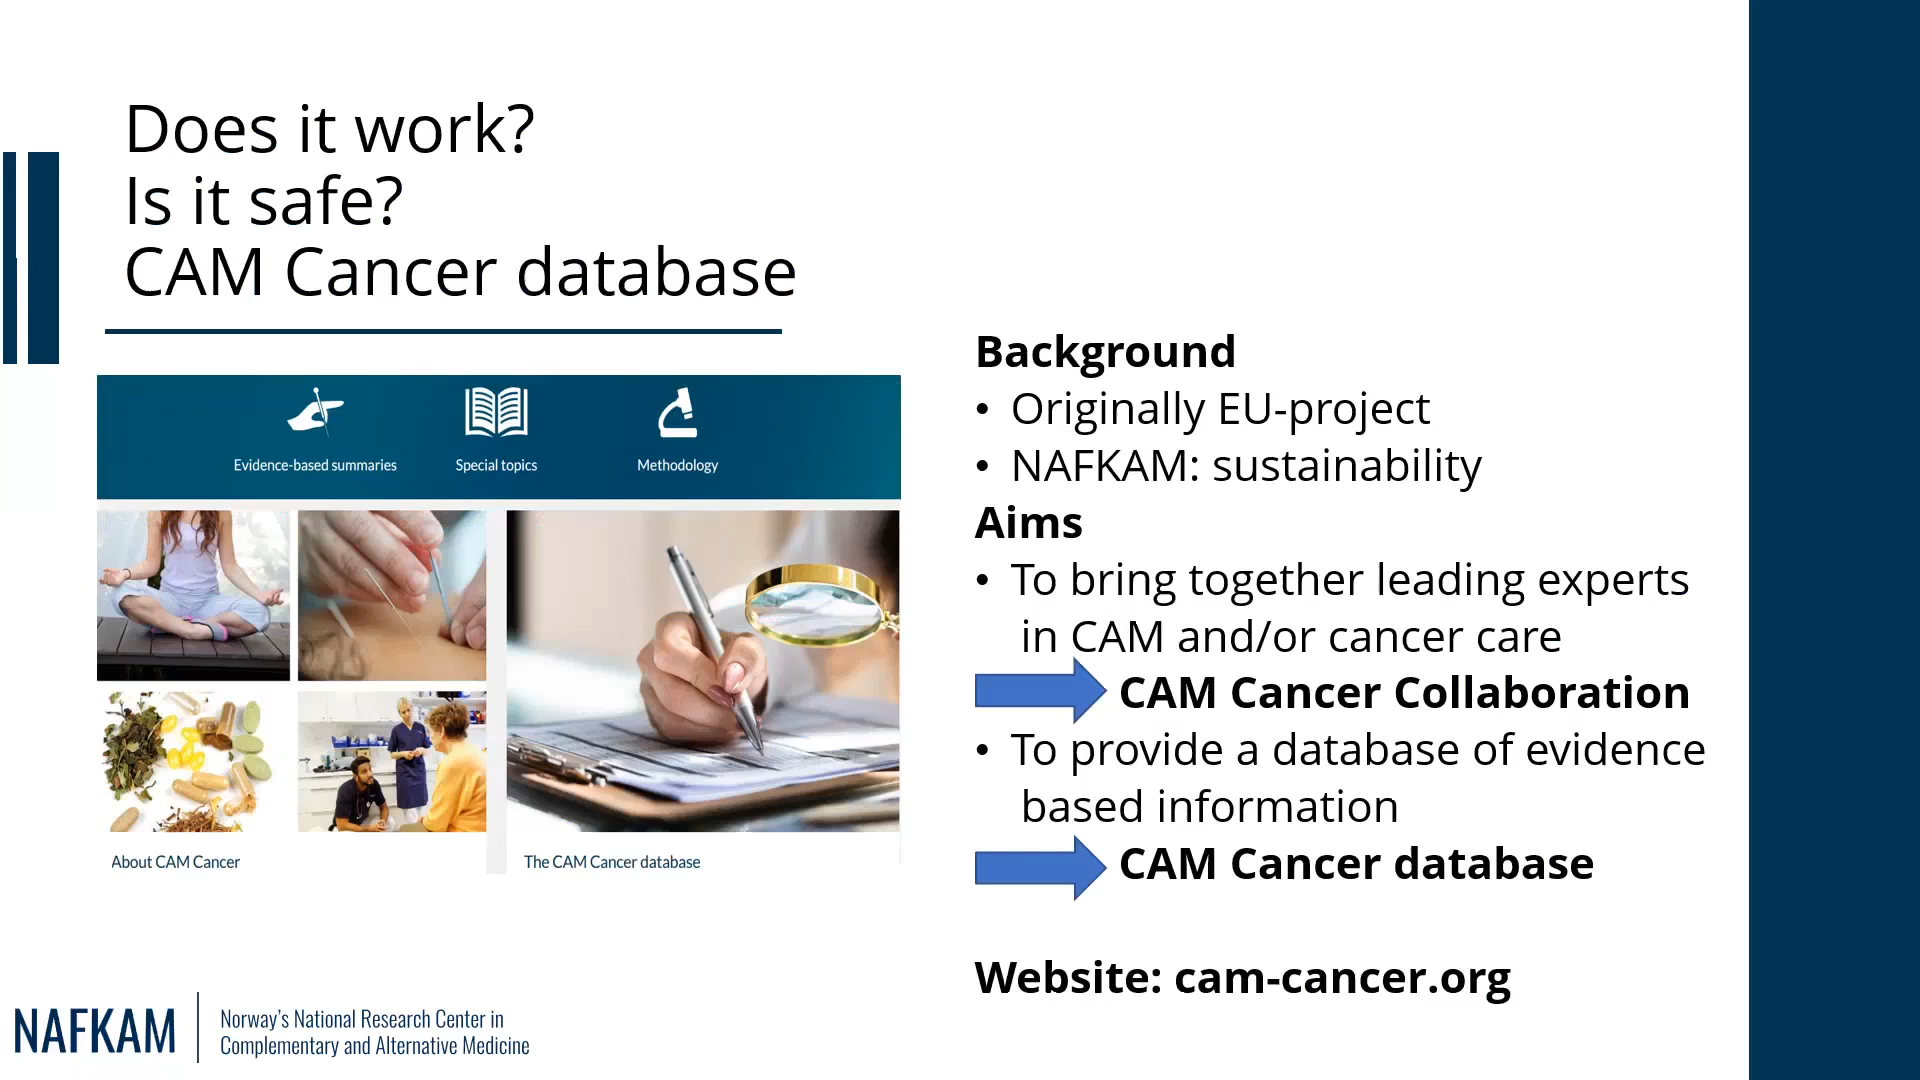 Does it work?
Is it safe?
CAM Cancer database
Evidence-based summaries
Special topics
Methodology
About CAM Cancer
The CAM Cancer database
Background
• Originally EU-project
• NAFKAM: sustainability
Aims
• To bring together leading experts
in CAM and/or cancer care
CAM Cancer Collaboration
• To provide a database of evidence
based information
CAM Cancer database
Website: cam-cancer.org
NAFKAM
Norway’s National Research Center in
Complementary and Alternative Medicine